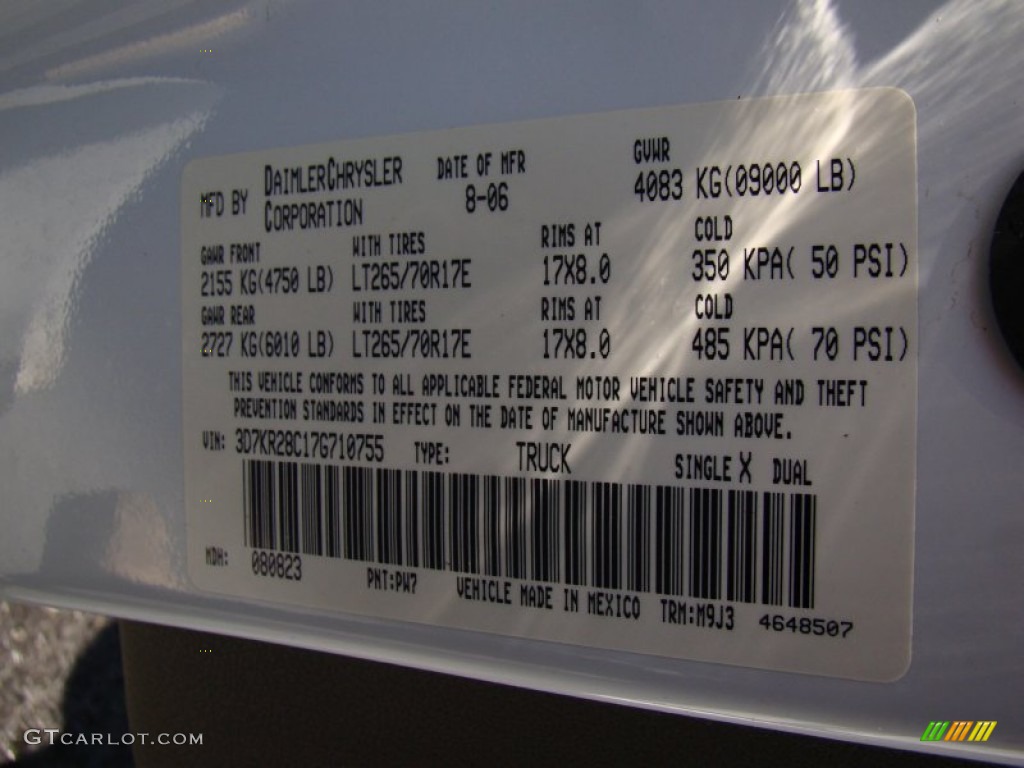 MFD BY DAIMLERCHRYSLER CORPORATION DATE OF MFR 8-06 GVWR 4083 KG(09000 LB)
GAWR FRONT WITH TIRES RIMS AT COLD
2155 KG(4750 LB) LT265/70R17E 17X8.0 350 KPA( 50 PSI)
GAWR REAR WITH TIRES RIMS AT COLD
2727 KG(6010 LB) LT265/70R17E 17X8.0 485 KPA( 70 PSI)
THIS VEHICLE CONFORMS TO ALL APPLICABLE FEDERAL MOTOR VEHICLE SAFETY AND THEFT
PREVENTION STANDARDS IN EFFECT ON THE DATE OF MANUFACTURE SHOWN ABOVE.
VIN: 3D7KR28C17G710755 TYPE: TRUCK SINGLE X DUAL
MDH: 080823 PNT:PW7 VEHICLE MADE IN MEXICO TRM:M9J3 4648507
GTCARLOT.COM